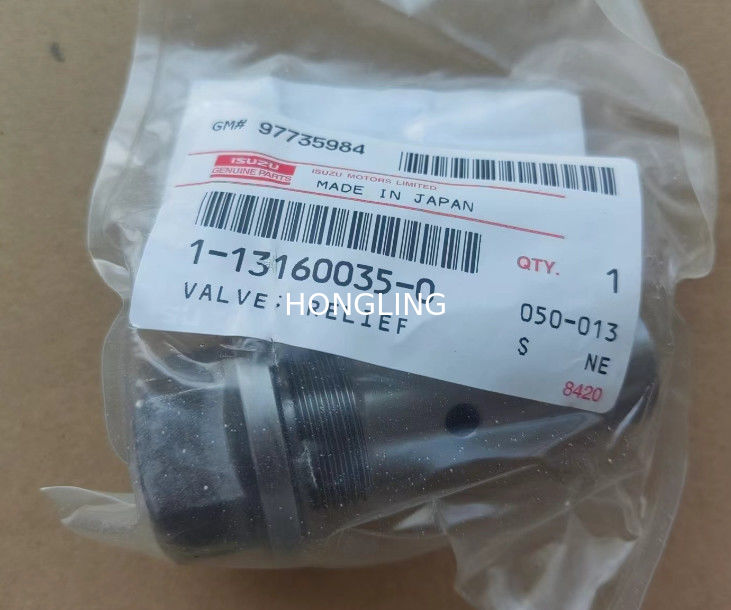 GM# 97735984
ISUZU
GENUINE PARTS
ISUZU MOTORS LIMITED
MADE IN JAPAN
1-13160035-0
QTY. 1
VALVE; RELIEF
HONGLING
050-013
S NE
8420